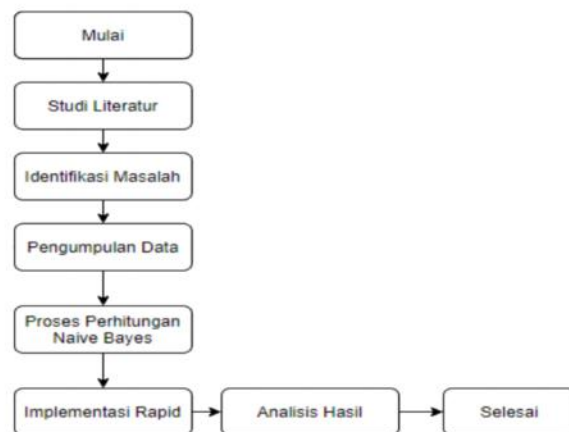 Mulai
Studi Literatur
Identifikasi Masalah
Pengumpulan Data
Proses Perhitungan
Naive Bayes
Implementasi Rapid
Analisis Hasil
Selesai